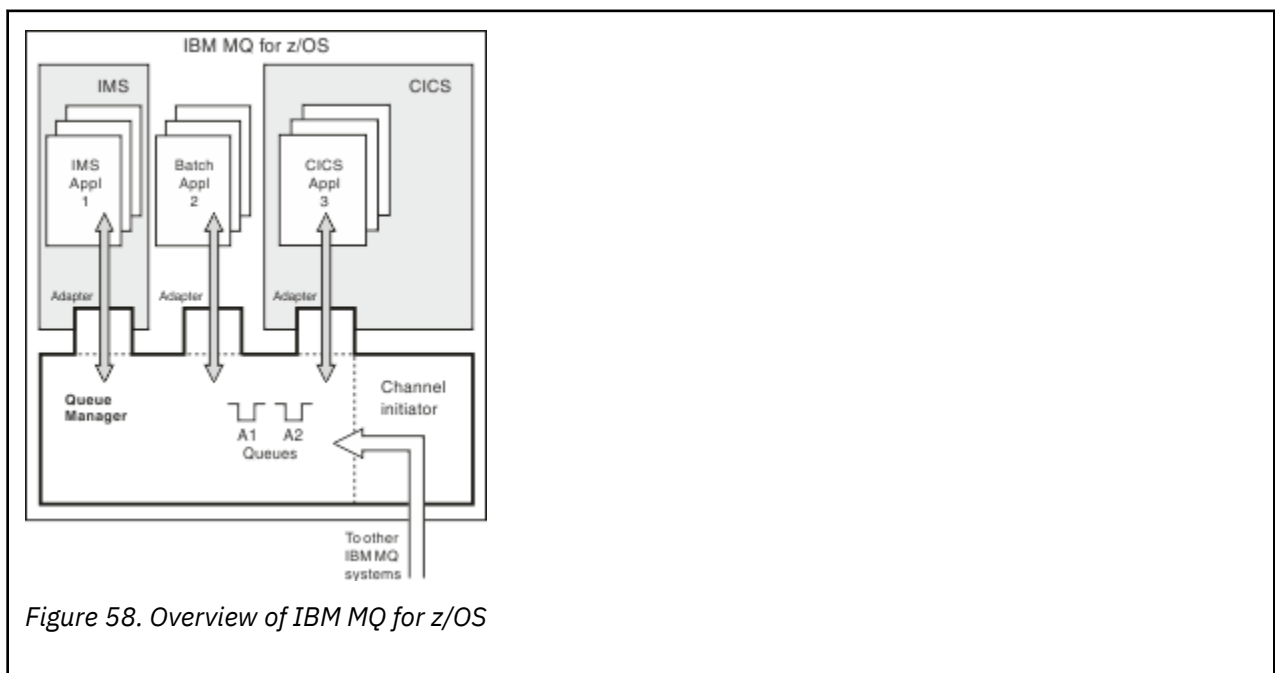 IBM MQ for z/OS
IMS
CICS
IMS
Appl
1
Batch
Appl
2
CICS
Appl
3
Adapter
Adapter
Adapter
Queue
Manager
A1
A2
Queues
Channel
initiator
To other
IBM MQ
systems
Figure 58. Overview of IBM MQ for z/OS